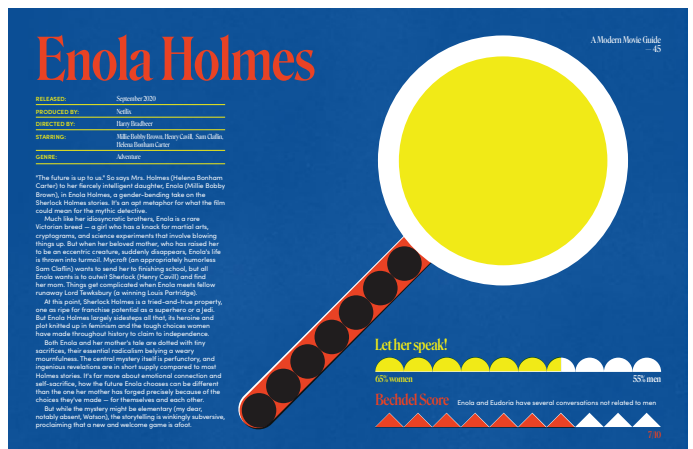 Enola Holmes
A Modern Movie Guide
— 45
RELEASED: September 2020
PRODUCED BY: Netflix
DIRECTED BY: Harry Bradbeer
STARRING: Millie Bobby Brown, Henry Cavill, Sam Claflin,
Helena Bonham Carter
GENRE: Adventure
"The future is up to us." So says Mrs. Holmes (Helena Bonham
Carter) to her fiercely intelligent daughter, Enola (Millie Bobby
Brown), in Enola Holmes, a gender-bending take on the
Sherlock Holmes stories. It's an apt metaphor for what the film
could mean for the mythic detective.
Much like her idiosyncratic brothers, Enola is a rare
Victorian breed — a girl who has a knack for martial arts,
cryptograms, and science experiments that involve blowing
things up. But when her beloved mother, who has raised her
to be an eccentric creature, suddenly disappears, Enola's life
is thrown into turmoil. Mycroft (an appropriately humorless
Sam Claflin) wants to send her to finishing school, but all
Enola wants is to outwit Sherlock (Henry Cavill) and find
her mom. Things get complicated when Enola meets fellow
runaway Lord Tewksbury (a winning Louis Partridge).
At this point, Sherlock Holmes is a tried-and-true property,
one as ripe for franchise potential as a superhero or a Jedi.
But Enola Holmes largely sidesteps all that, its heroine and
plot knitted up in feminism and the tough choices women
have made throughout history to claim to independence.
Both Enola and her mother's tale are dotted with tiny
sacrifices, their essential radicalism belying a weary
mournfulness. The central mystery itself is perfunctory, and
ingenious revelations are in short supply compared to most
Holmes stories. It's far more about emotional connection and
self-sacrifice, how the future Enola chooses can be different
than the one her mother has forged precisely because of the
choices they've made — for themselves and each other.
But while the mystery might be elementary (my dear,
notably absent, Watson), the storytelling is winkingly subversive,
proclaiming that a new and welcome game is afoot.
Let her speak!
65% women 55% men
Bechdel Score Enola and Eudoria have several conversations not related to men
7/10